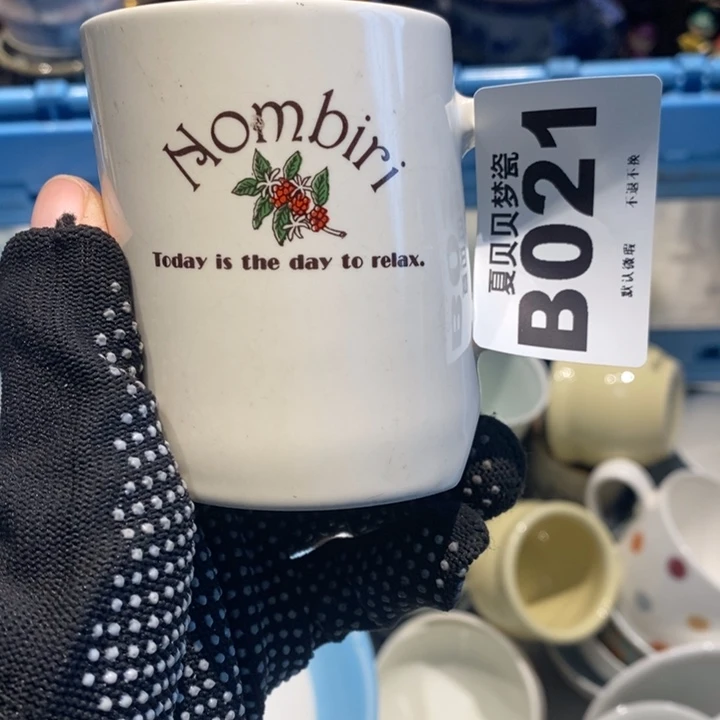 Nombiri
Today is the day to relax.
夏贝贝梦瓷
B021
默认微瑕 不退不换